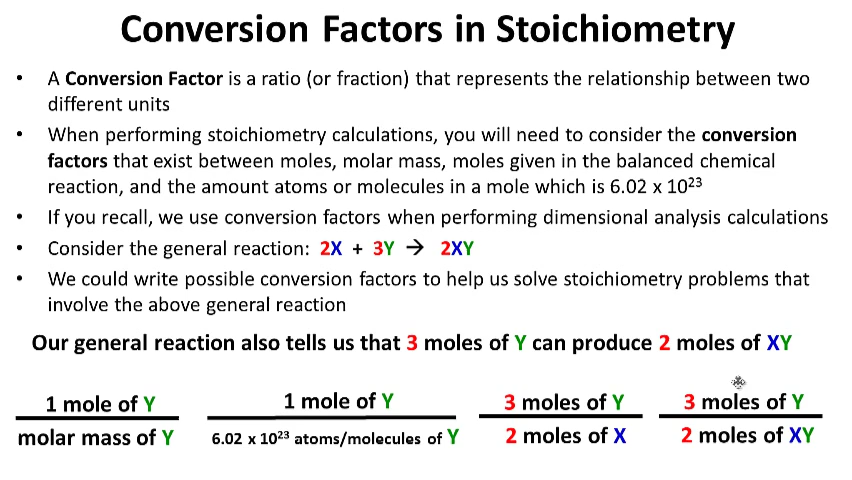 Conversion Factors in Stoichiometry
• A Conversion Factor is a ratio (or fraction) that represents the relationship between two
different units
• When performing stoichiometry calculations, you will need to consider the conversion
factors that exist between moles, molar mass, moles given in the balanced chemical
reaction, and the amount atoms or molecules in a mole which is 6.02 x 10²³
• If you recall, we use conversion factors when performing dimensional analysis calculations
• Consider the general reaction: 2X + 3Y → 2XY
• We could write possible conversion factors to help us solve stoichiometry problems that
involve the above general reaction
Our general reaction also tells us that 3 moles of Y can produce 2 moles of XY
1 mole of Y
molar mass of Y
1 mole of Y
6.02 x 10²³ atoms/molecules of Y
3 moles of Y
2 moles of X
3 moles of Y
2 moles of XY